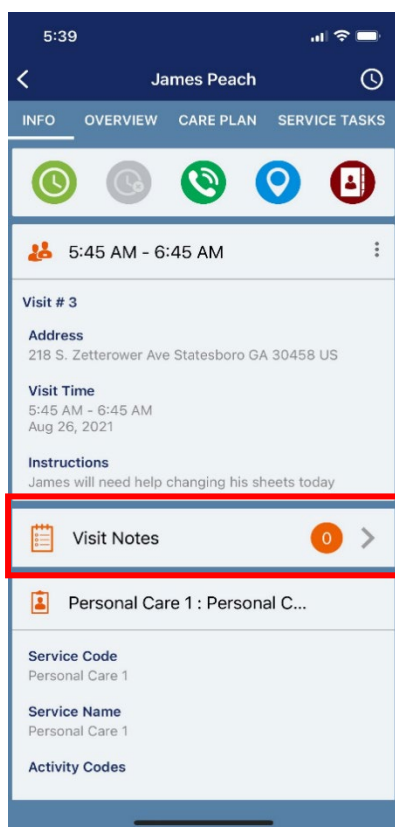 5:39
James Peach
INFO OVERVIEW CARE PLAN SERVICE TASKS
5:45 AM - 6:45 AM
Visit # 3
Address
218 S. Zetterower Ave Statesboro GA 30458 US
Visit Time
5:45 AM - 6:45 AM
Aug 26, 2021
Instructions
James will need help changing his sheets today
Visit Notes 0
Personal Care 1 : Personal C...
Service Code
Personal Care 1
Service Name
Personal Care 1
Activity Codes